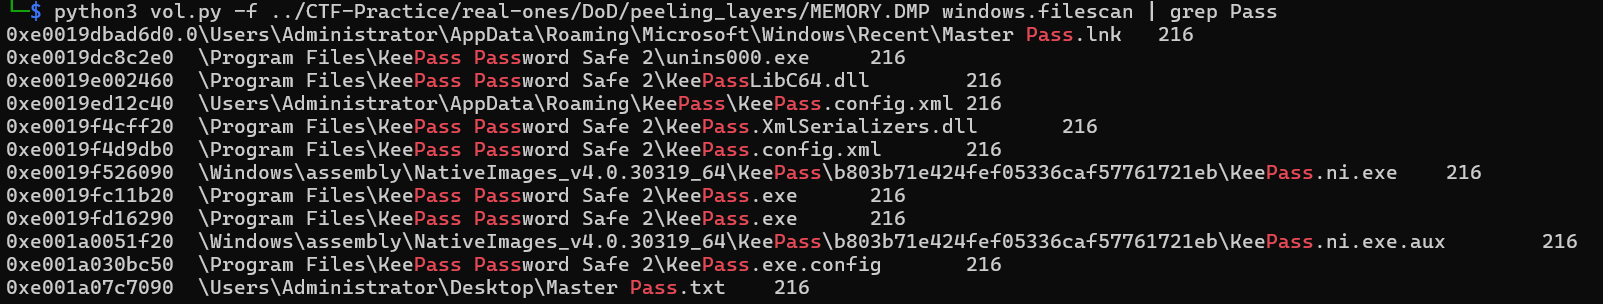 └─$ python3 vol.py -f ../CTF-Practice/real-ones/DoD/peeling_layers/MEMORY.DMP windows.filescan | grep Pass
0xe0019dbad6d0.0\Users\Administrator\AppData\Roaming\Microsoft\Windows\Recent\Master Pass.lnk	216
0xe0019dc8c2e0	\Program Files\KeePass Password Safe 2\unins000.exe	216
0xe0019e002460	\Program Files\KeePass Password Safe 2\KeePassLibC64.dll	216
0xe0019ed12c40	\Users\Administrator\AppData\Roaming\KeePass\KeePass.config.xml	216
0xe0019f4cff20	\Program Files\KeePass Password Safe 2\KeePass.XmlSerializers.dll	216
0xe0019f4d9db0	\Program Files\KeePass Password Safe 2\KeePass.config.xml	216
0xe0019f526090	\Windows\assembly\NativeImages_v4.0.30319_64\KeePass\b803b71e424fef05336caf57761721eb\KeePass.ni.exe	216
0xe0019fc11b20	\Program Files\KeePass Password Safe 2\KeePass.exe	216
0xe0019fd16290	\Program Files\KeePass Password Safe 2\KeePass.exe	216
0xe001a0051f20	\Windows\assembly\NativeImages_v4.0.30319_64\KeePass\b803b71e424fef05336caf57761721eb\KeePass.ni.exe.aux	216
0xe001a030bc50	\Program Files\KeePass Password Safe 2\KeePass.exe.config	216
0xe001a07c7090	\Users\Administrator\Desktop\Master Pass.txt	216